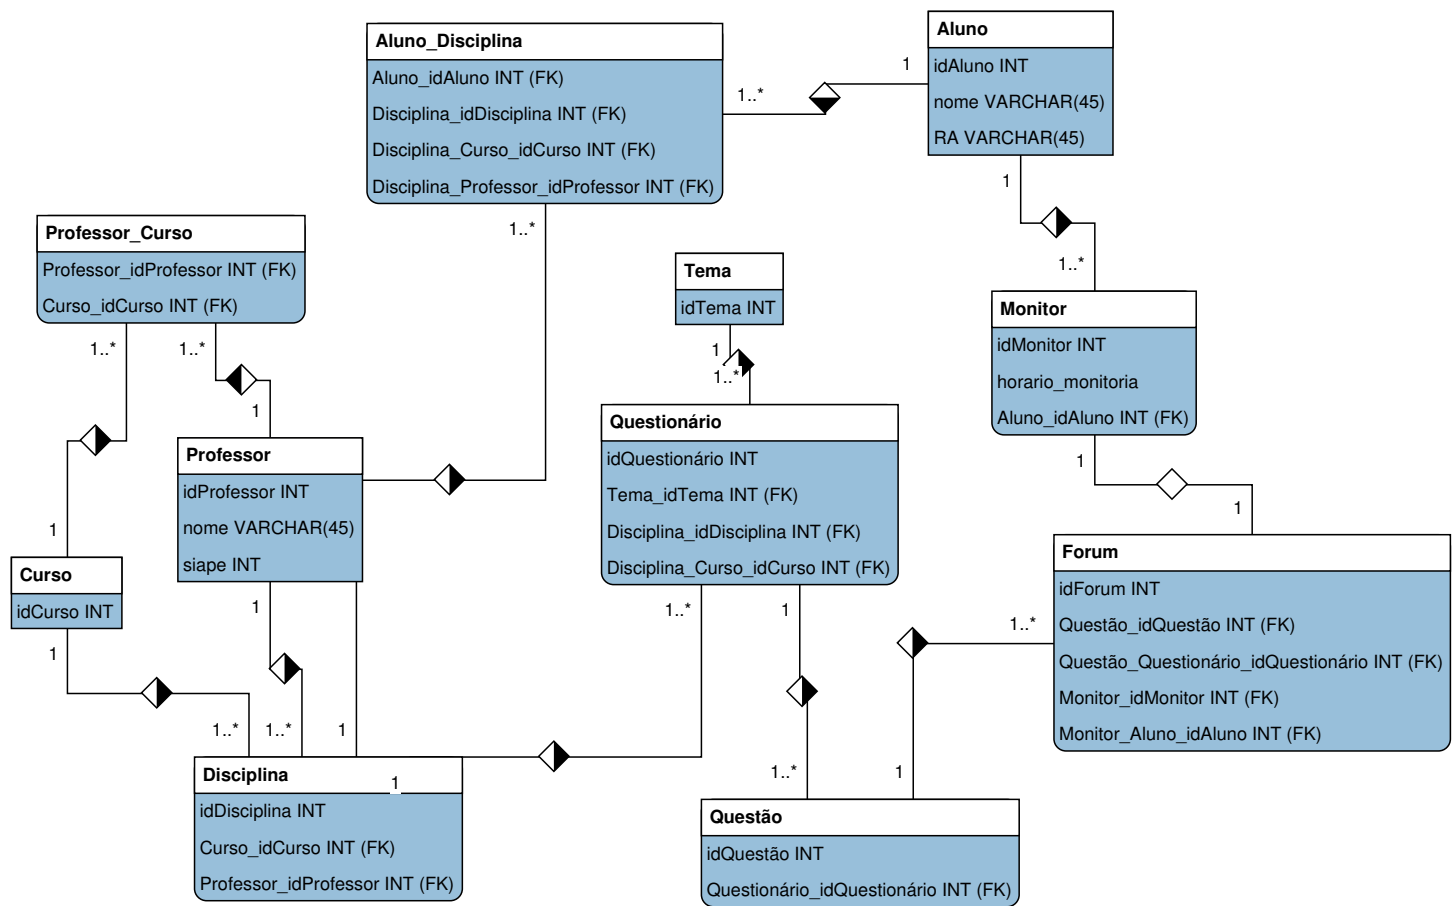 Aluno_Disciplina
Aluno_idAluno INT (FK)
Disciplina_idDisciplina INT (FK)
Disciplina_Curso_idCurso INT (FK)
Disciplina_Professor_idProfessor INT (FK)
1..*
1..*
1
Aluno
idAluno INT
nome VARCHAR(45)
RA VARCHAR(45)
1
1..*
Professor_Curso
Professor_idProfessor INT (FK)
Curso_idCurso INT (FK)
1..*
1..*
1
1
Tema
idTema INT
1
1..*
Monitor
idMonitor INT
horario_monitoria
Aluno_idAluno INT (FK)
1
1
Professor
idProfessor INT
nome VARCHAR(45)
siape INT
1
1
Questionário
idQuestionário INT
Tema_idTema INT (FK)
Disciplina_idDisciplina INT (FK)
Disciplina_Curso_idCurso INT (FK)
1..*
1
Curso
idCurso INT
1
1..*
1..*
Forum
idForum INT
Questão_idQuestão INT (FK)
Questão_Questionário_idQuestionário INT (FK)
Monitor_idMonitor INT (FK)
Monitor_Aluno_idAluno INT (FK)
1..*
1
1..*
Disciplina
1
idDisciplina INT
Curso_idCurso INT (FK)
Professor_idProfessor INT (FK)
Questão
idQuestão INT
Questionário_idQuestionário INT (FK)